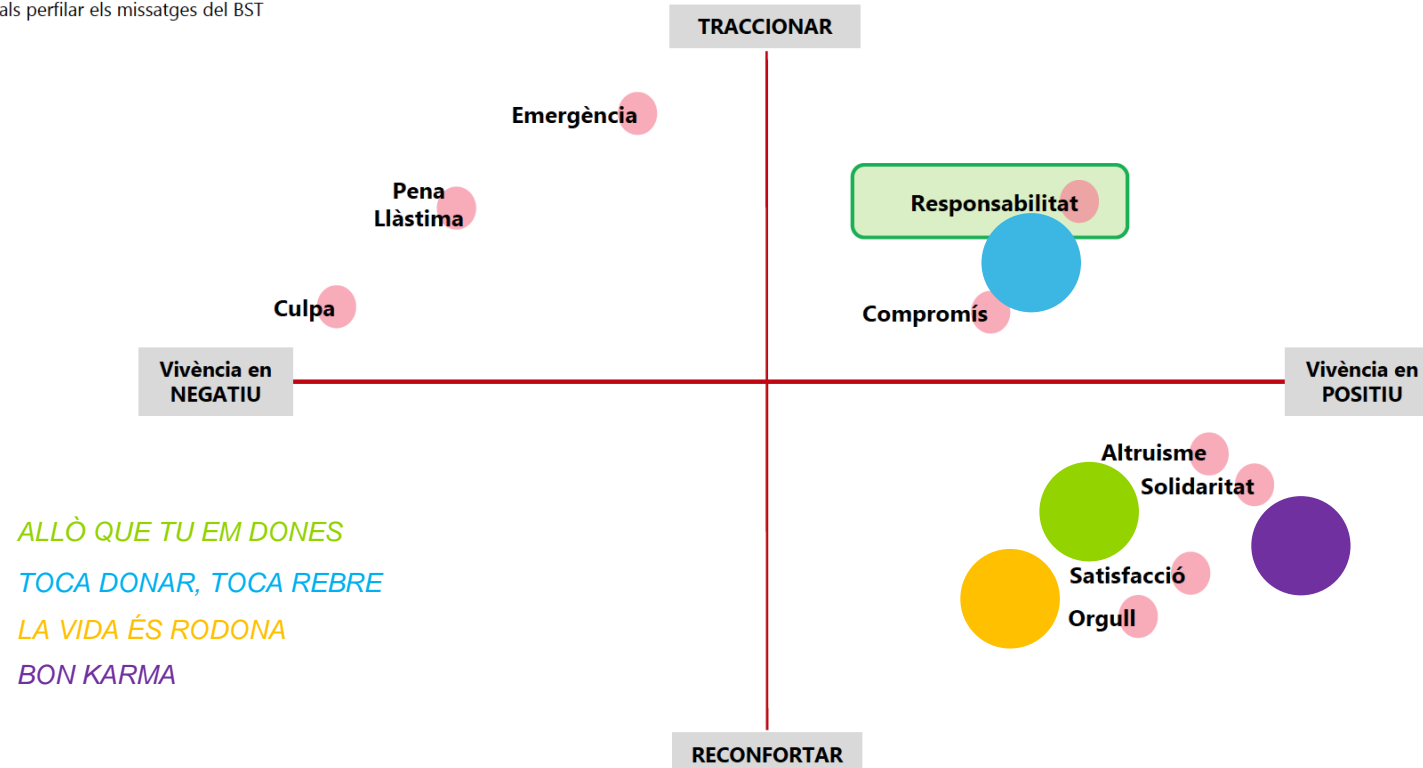 als perfilar els missatges del BST
TRACCIONAR
Emergència
Pena
Llàstima
Responsabilitat
Culpa
Compromís
Vivència en
NEGATIU
Vivència en
POSITIU
Altruisme
Solidaritat
ALLÒ QUE TU EM DONES
TOCA DONAR, TOCA REBRE
LA VIDA ÉS RODONA
BON KARMA
Satisfacció
Orgull
RECONFORTAR